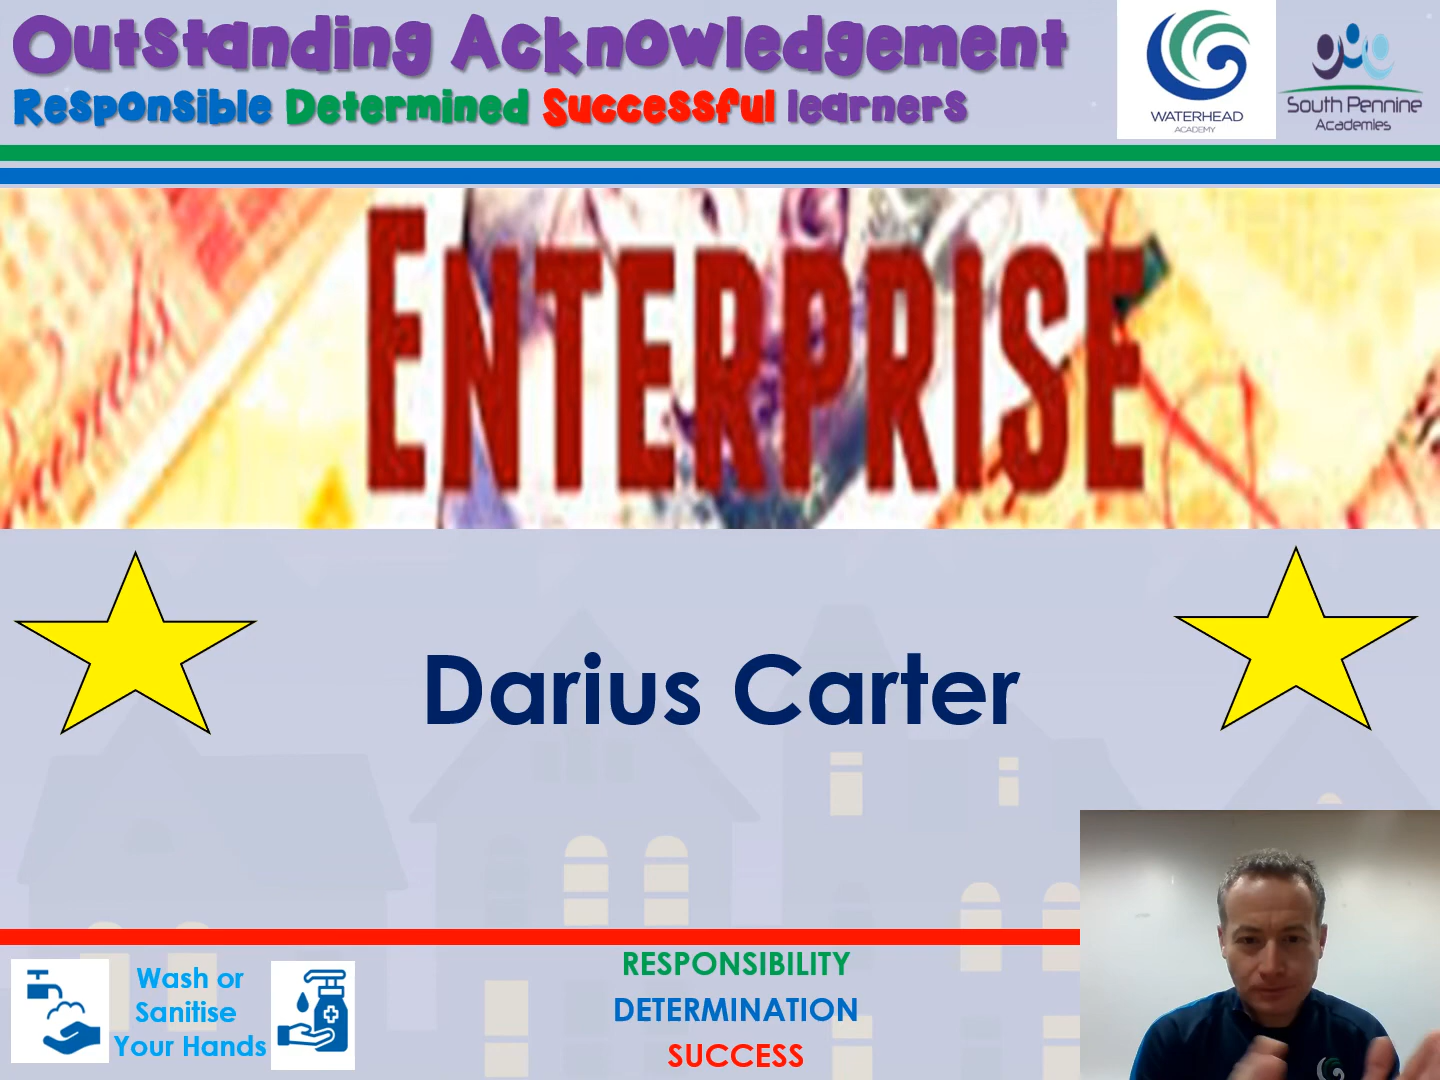 Outstanding Acknowledgement
Responsible Determined Successful learners
WATERHEAD
ACADEMY
South Pennine
Academies
ENTERPRISE
Darius Carter
Wash or
Sanitise
Your Hands
RESPONSIBILITY
DETERMINATION
SUCCESS